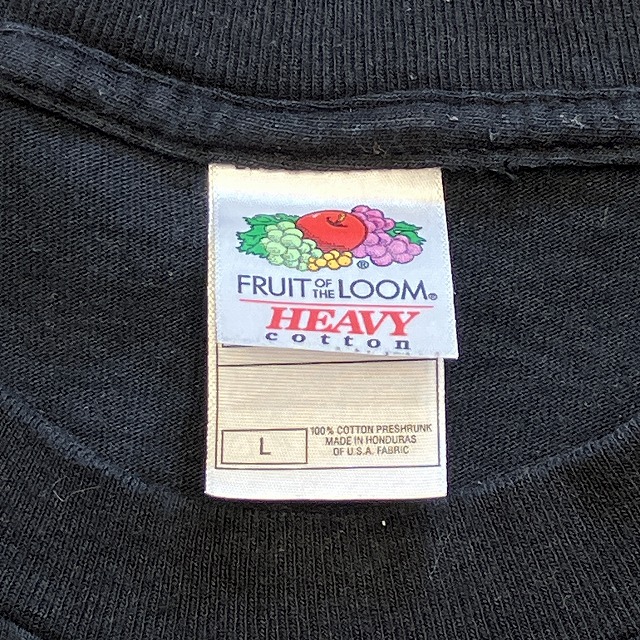 ®
FRUIT OF THE LOOM®
HEAVY
cotton
L
100% COTTON PRESHRUNK
MADE IN HONDURAS
OF U.S.A. FABRIC